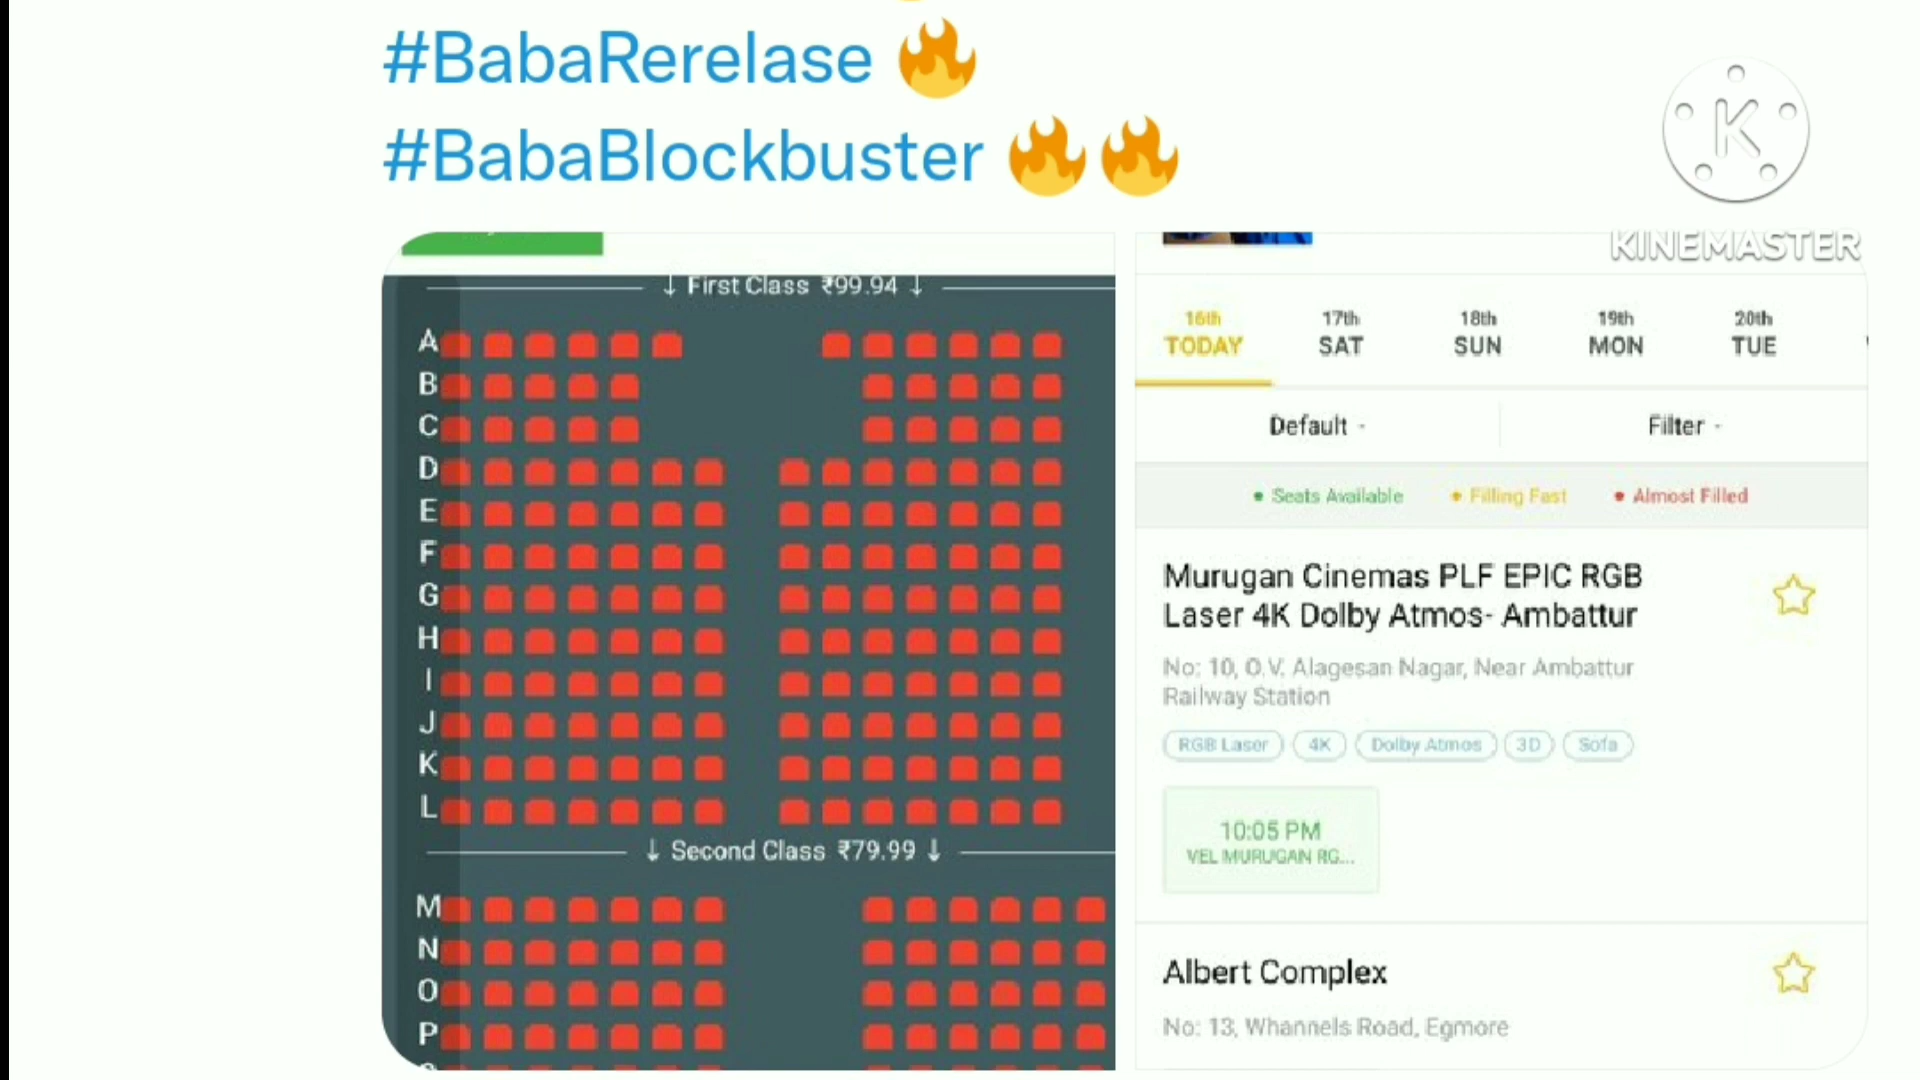 #BabaRerelase
#BabaBlockbuster
K
KINEMASTER
↓ First Class ₹99.94 ↓
A
B
C
D
E
F
G
H
I
J
K
L
↓ Second Class ₹79.99 ↓
M
N
O
P
16th 17th 18th 19th 20th
TODAY SAT SUN MON TUE
Default Filter
Seats Available Filling Fast Almost Filled
Murugan Cinemas PLF EPIC RGB
Laser 4K Dolby Atmos- Ambattur
No: 10, O.V. Alagesan Nagar, Near Ambattur
Railway Station
RGB Laser 4K Dolby Atmos 3D Sofa
10:05 PM
VEL MURUGAN RG...
Albert Complex
No: 13, Whannels Road, Egmore